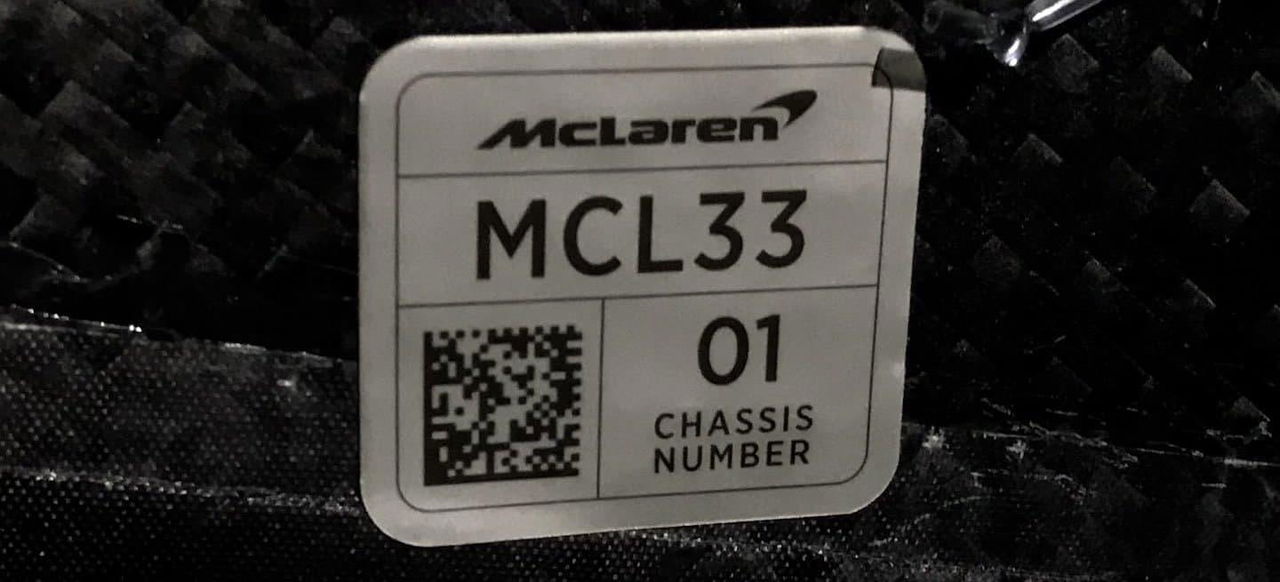 McLaren
MCL33
01
CHASSIS
NUMBER